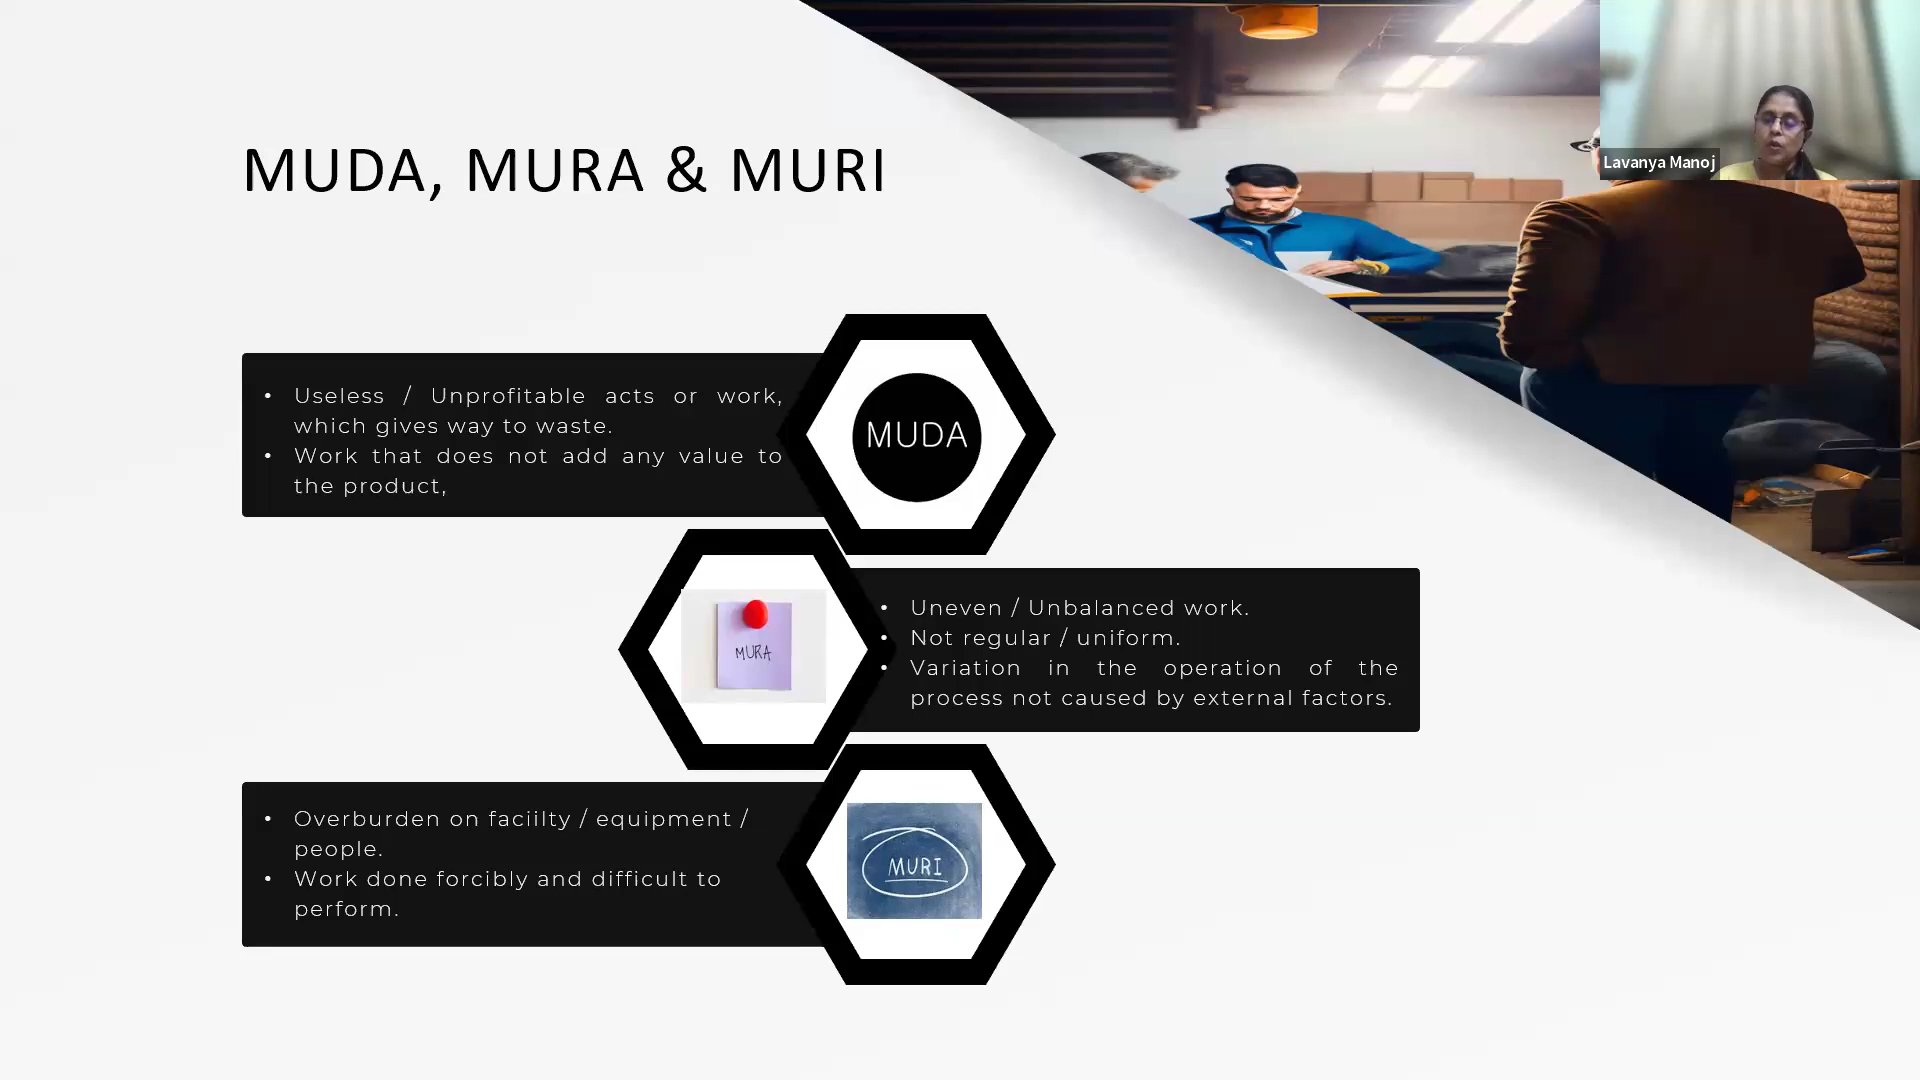 Lavanya Manoj
MUDA, MURA & MURI
• Useless / Unprofitable acts or work,
which gives way to waste.
• Work that does not add any value to
the product,
MUDA
MURA
• Uneven / Unbalanced work.
• Not regular / uniform.
• Variation in the operation of the
process not caused by external factors.
• Overburden on faciilty / equipment /
people.
• Work done forcibly and difficult to
perform.
MURI